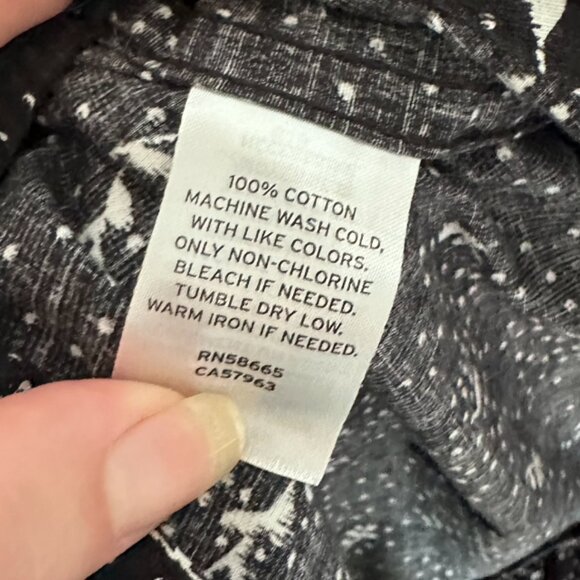 100% COTTON
MACHINE WASH COLD,
WITH LIKE COLORS.
ONLY NON-CHLORINE
BLEACH IF NEEDED.
TUMBLE DRY LOW.
WARM IRON IF NEEDED.
RN58665
CA57963